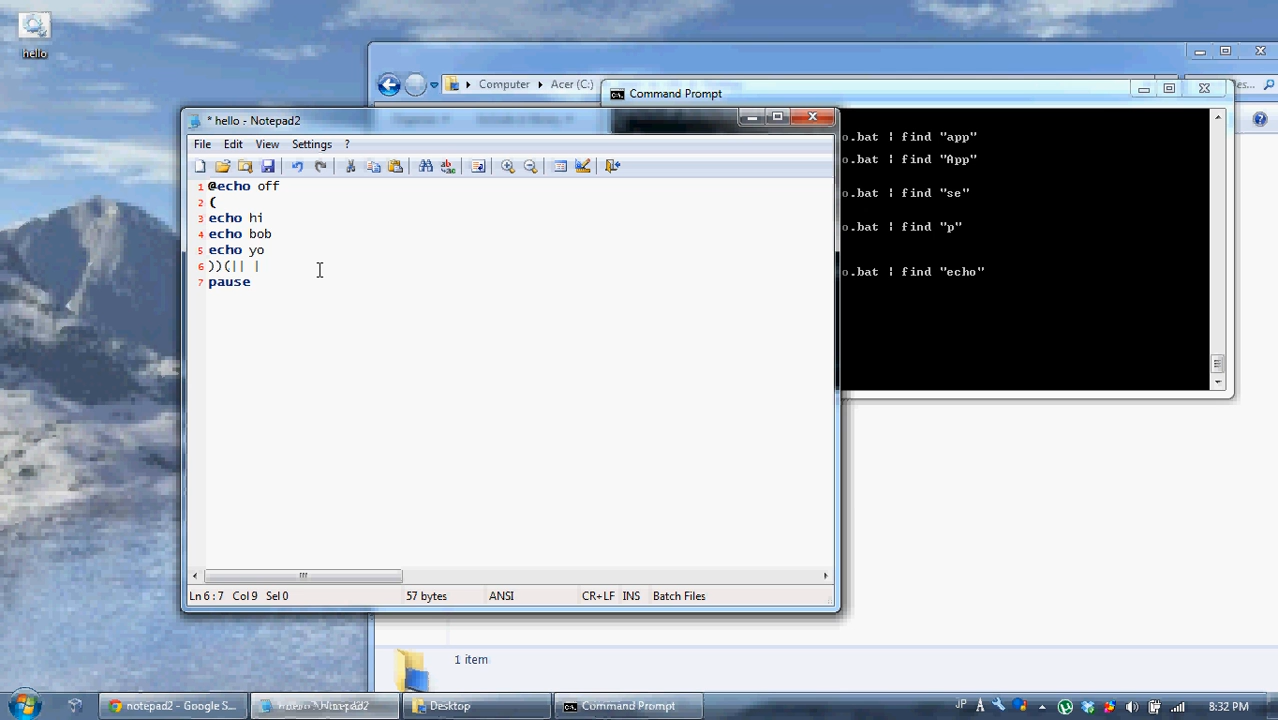 hello
Computer Acer (C:)
es...
Command Prompt
o.bat | find "app"
o.bat | find "App"
o.bat | find "se"
o.bat | find "p"
o.bat | find "echo"
* hello - Notepad2
File Edit View Settings ?
1 @echo off
2 (
3 echo hi
4 echo bob
5 echo yo
6 ))(|| |
7 pause
Ln 6 : 7 Col 9 Sel 0 57 bytes ANSI CR+LF INS Batch Files
1 item
notepad2 - Google S...
Desktop
Command Prompt
JP
8:32 PM